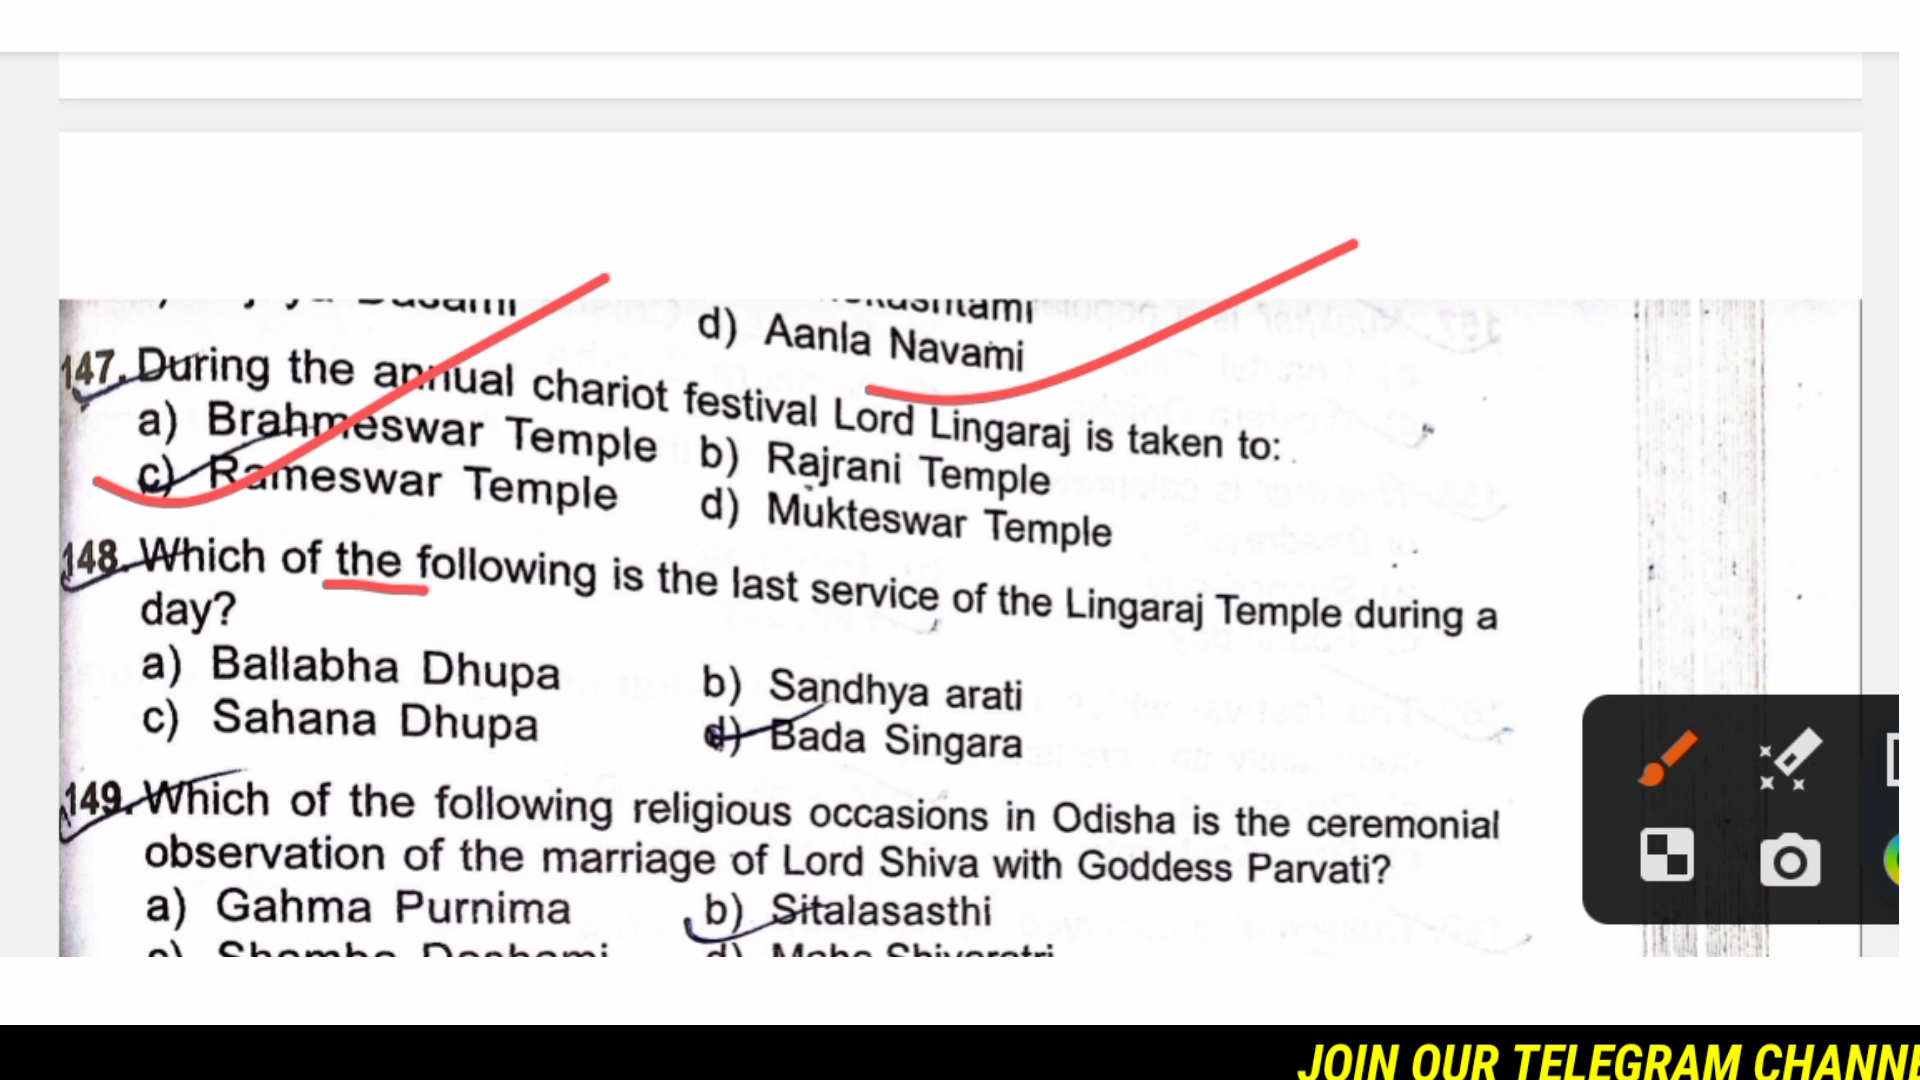 d) Aanla Navami
147. During the annual chariot festival Lord Lingaraj is taken to:
a) Brahmeswar Temple b) Rajrani Temple
c) Rameswar Temple d) Mukteswar Temple
148. Which of the following is the last service of the Lingaraj Temple during a
day?
a) Ballabha Dhupa b) Sandhya arati
c) Sahana Dhupa d) Bada Singara
149. Which of the following religious occasions in Odisha is the ceremonial
observation of the marriage of Lord Shiva with Goddess Parvati?
a) Gahma Purnima b) Sitalasasthi
JOIN OUR TELEGRAM